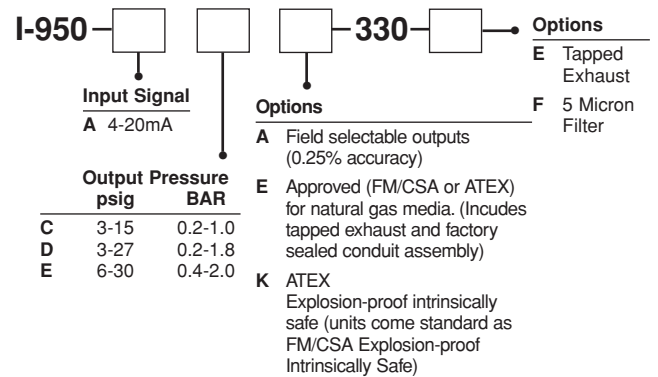 I-950 – 330 –
Input Signal
A 4-20mA
Output Pressure
psig BAR
C 3-15 0.2-1.0
D 3-27 0.2-1.8
E 6-30 0.4-2.0
Options
A Field selectable outputs
(0.25% accuracy)
E Approved (FM/CSA or ATEX)
for natural gas media. (Incudes
tapped exhaust and factory
sealed conduit assembly)
K ATEX
Explosion-proof intrinsically
safe (units come standard as
FM/CSA Explosion-proof
Intrinsically Safe)
Options
E Tapped
Exhaust
F 5 Micron
Filter